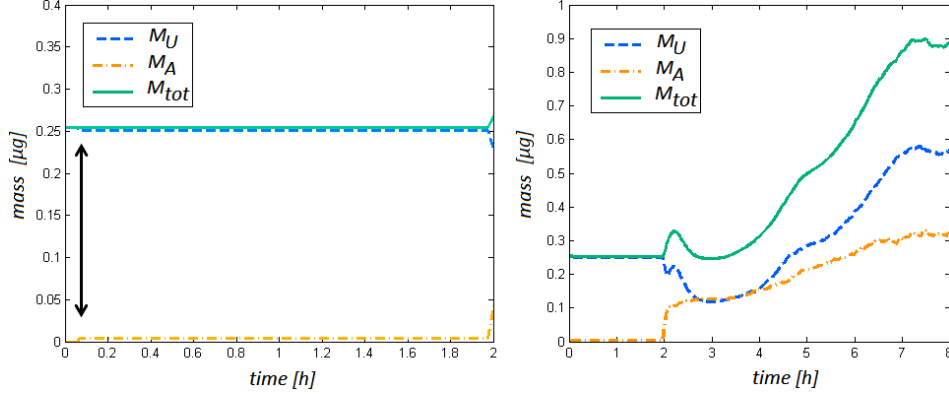 0.4
0.35
0.3
0.25
0.2
0.15
0.1
0.05
0
M_U
M_A
M_tot
mass [µg]
0 0.2 0.4 0.6 0.8 1 1.2 1.4 1.6 1.8 2
time [h]
1
0.9
0.8
0.7
0.6
0.5
0.4
0.3
0.2
0.1
0
M_U
M_A
M_tot
mass [µg]
0 1 2 3 4 5 6 7 8
time [h]